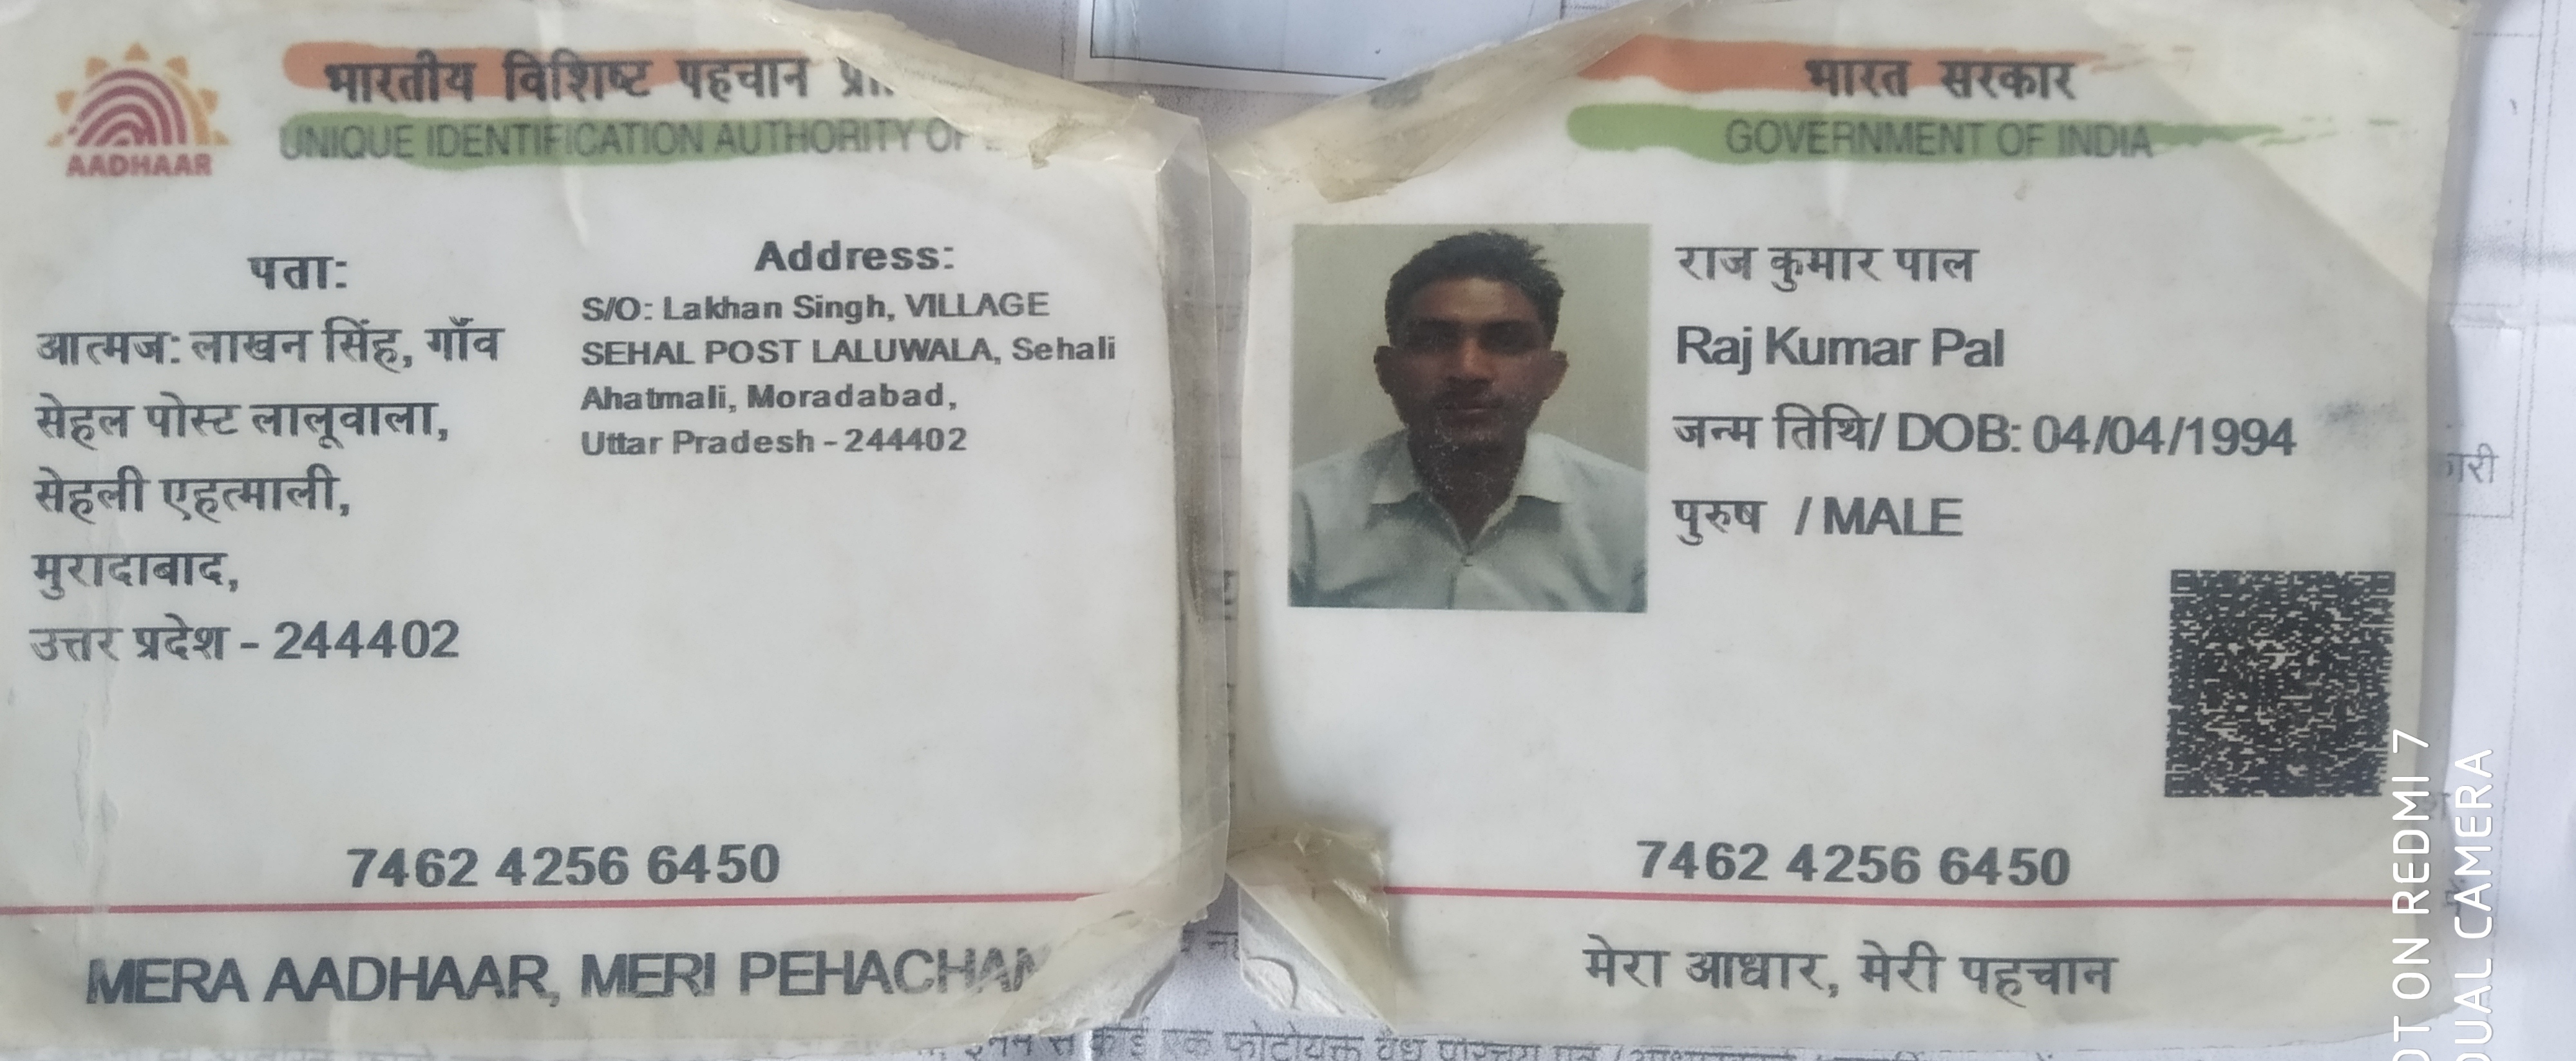 भारतीय विशिष्ट पहचान
UNIQUE IDENTIFICATION AUTHORITY OF
AADHAAR
पता:
आत्मज: लाखन सिंह, गाँव
सेहल पोस्ट लालूवाला,
सेहली एहत्माली,
मुरादाबाद,
उत्तर प्रदेश - 244402
Address:
S/O: Lakhan Singh, VILLAGE
SEHAL POST LALUWALA, Sehali
Ahatmali, Moradabad,
Uttar Pradesh - 244402
7462 4256 6450
MERA AADHAAR, MERI PEHACHAN
भारत सरकार
GOVERNMENT OF INDIA
राज कुमार पाल
Raj Kumar Pal
जन्म तिथि/ DOB: 04/04/1994
पुरुष / MALE
7462 4256 6450
मेरा आधार, मेरी पहचान
ON REDMI 7
DUAL CAMERA